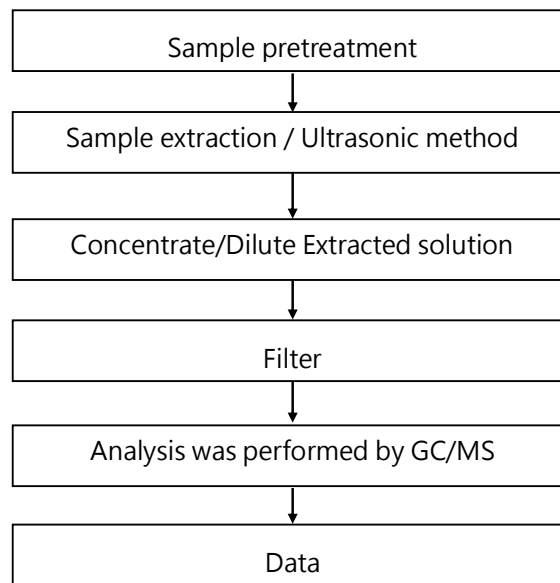 Sample pretreatment
Sample extraction / Ultrasonic method
Concentrate/Dilute Extracted solution
Filter
Analysis was performed by GC/MS
Data